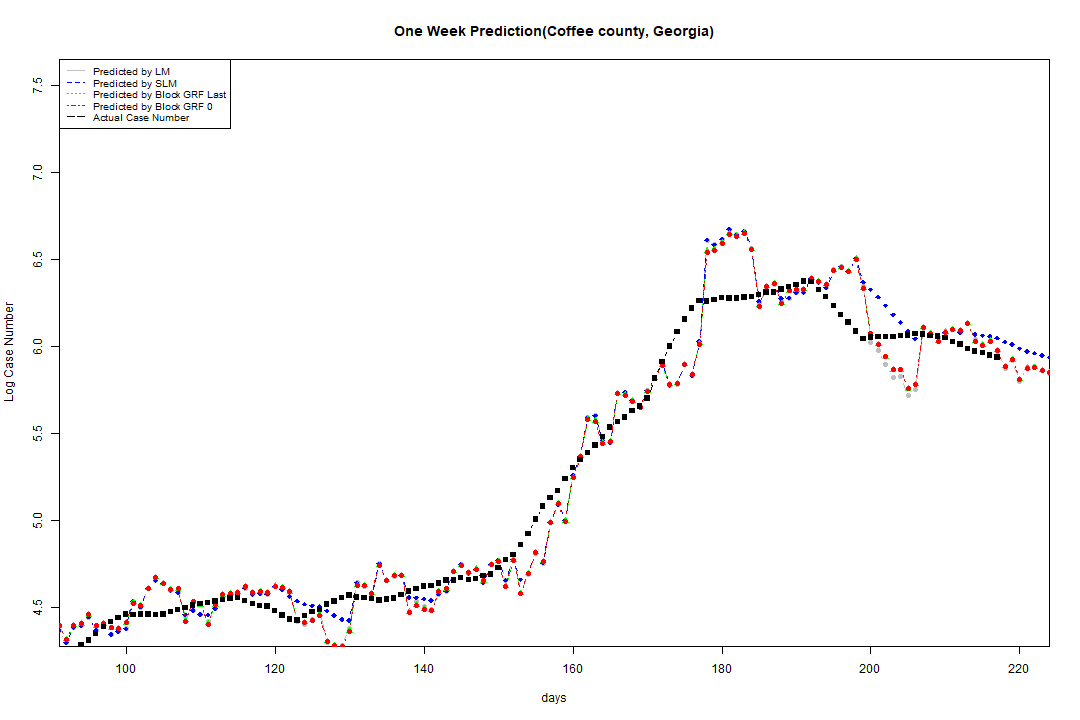 One Week Prediction(Coffee county, Georgia)
Predicted by LM
Predicted by SLM
Predicted by Block GRF Last
Predicted by Block GRF 0
Actual Case Number
7.5
7.0
6.5
6.0
5.5
5.0
4.5
Log Case Number
100 120 140 160 180 200 220
days